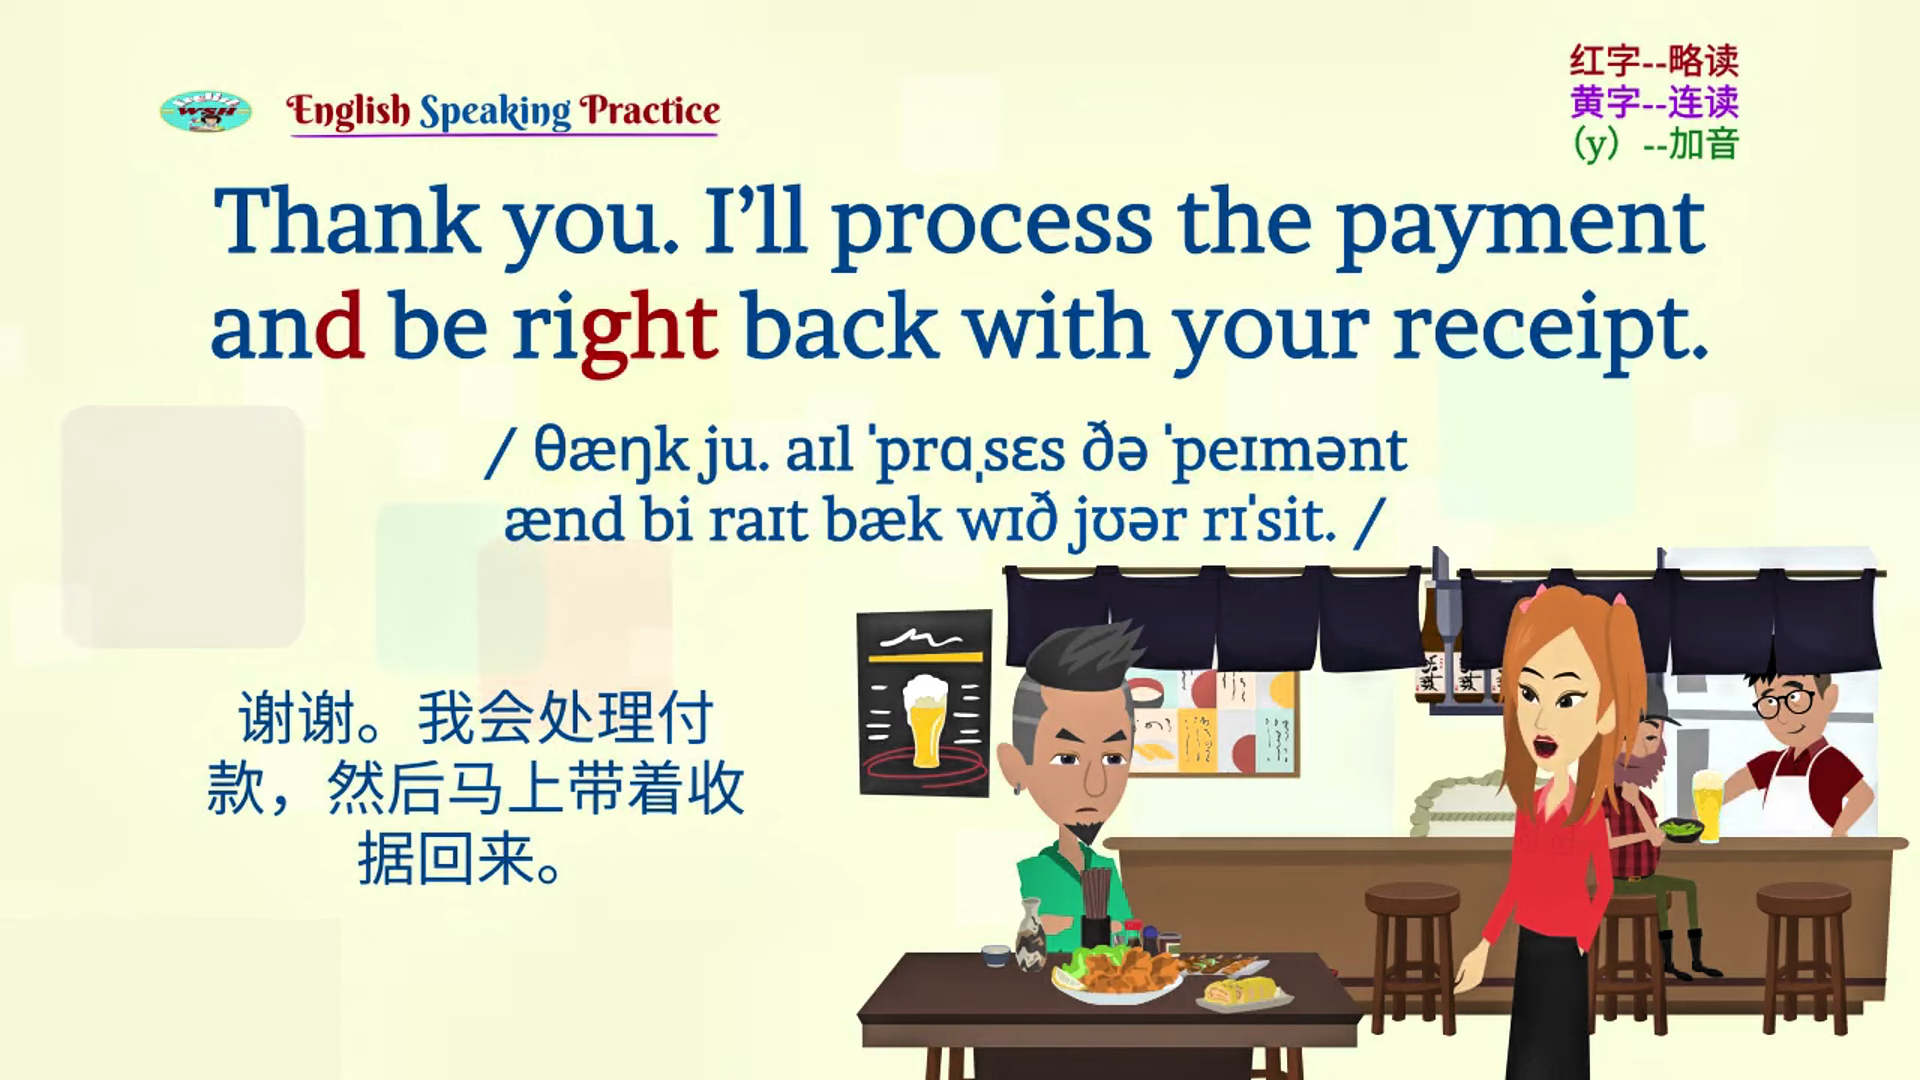 红字--略读
黄字--连读
（y）--加音
WSH
English Speaking Practice
Thank you. I’ll process the payment
and be right back with your receipt.
/ θæŋk ju. aɪl ˈprɑˌsɛs ðə ˈpeɪmənt
ænd bi raɪt bæk wɪð jʊər rɪˈsit. /
谢谢。我会处理付
款，然后马上带着收
据回来。